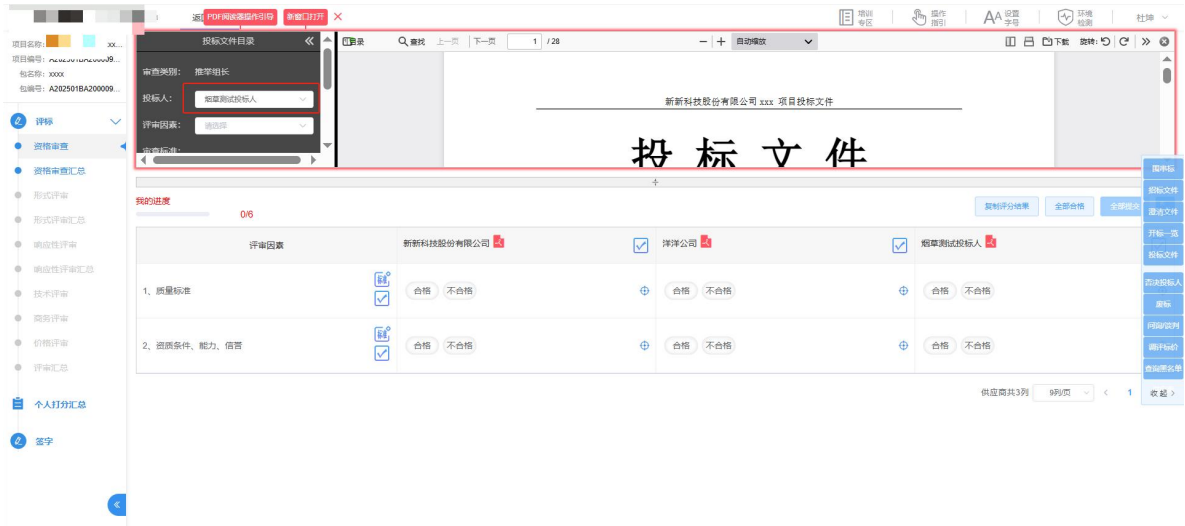 返
PDF阅读器操作引导
新窗口打开
培训专区
操作指引
设置字号
环境检测
杜坤
项目名称:
xx...
项目编号:
包名称: xxxx
包编号: A202501BA200009...
评标
资格审查
资格审查汇总
形式评审
形式评审汇总
响应性评审
响应性评审汇总
技术评审
商务评审
价格评审
评审汇总
个人打分汇总
签字
投标文件目录
审查类别: 推举组长
投标人: 烟草测试投标人
评审因素: 请选择
审查标准:
目录
查找
上一页
下一页
1 /28
自动缩放
下载
旋转:
新新科技股份有限公司 xxx 项目投标文件
投 标 文 件
我的进度
0/6
复制评分结果
全部合格
全部提交
评审因素
新新科技股份有限公司
洋洋公司
烟草测试投标人
1、质量标准
标准
合格 不合格
合格 不合格
合格 不合格
2、资质条件、能力、信誉
标准
合格 不合格
合格 不合格
合格 不合格
供应商共3列
9列/页
1
围串标
招标文件
澄清文件
开标一览
投标文件
否决投标人
废标
问询/谈判
调评标价
查询黑名单
收起